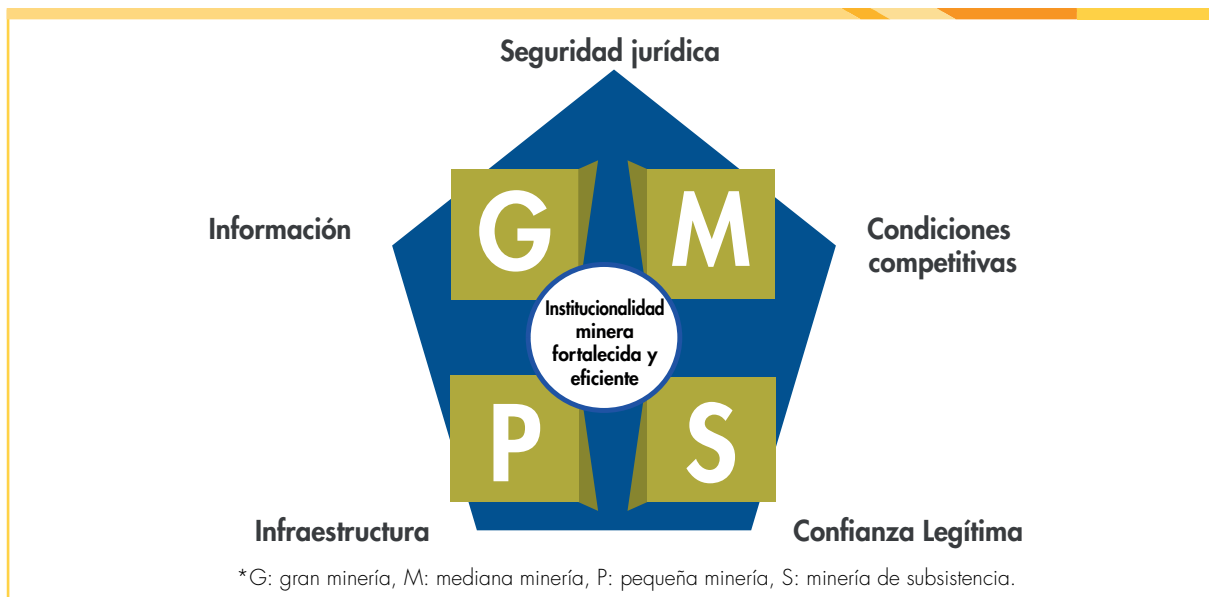 Seguridad jurídica
Información
G
M
Condiciones
competitivas
Institucionalidad
minera
fortalecida y
eficiente
P
S
Infraestructura
Confianza Legítima
*G: gran minería, M: mediana minería, P: pequeña minería, S: minería de subsistencia.